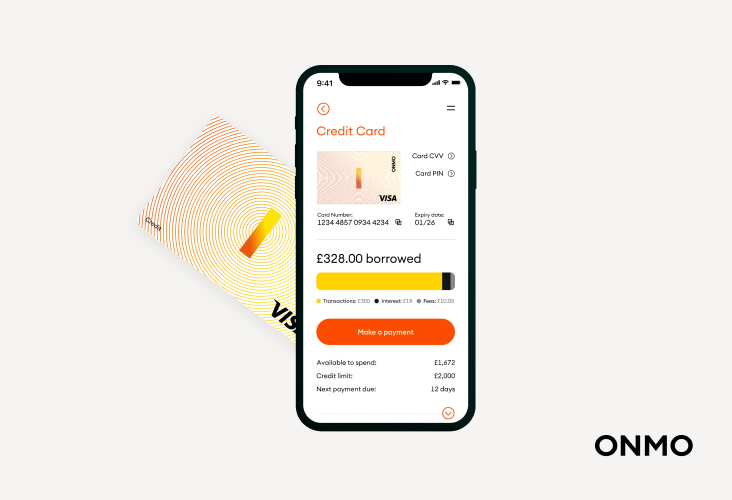 9:41
Credit Card
ONMO
VISA
Card CVV
Card PIN
Card Number:
1234 4857 0934 4234
Expiry date:
01/26
£328.00 borrowed
Transactions: £300 Interest: £18 Fees: £10.00
Make a payment
Available to spend: £1,672
Credit limit: £2,000
Next payment due: 12 days
Credit
VIS
ONMO